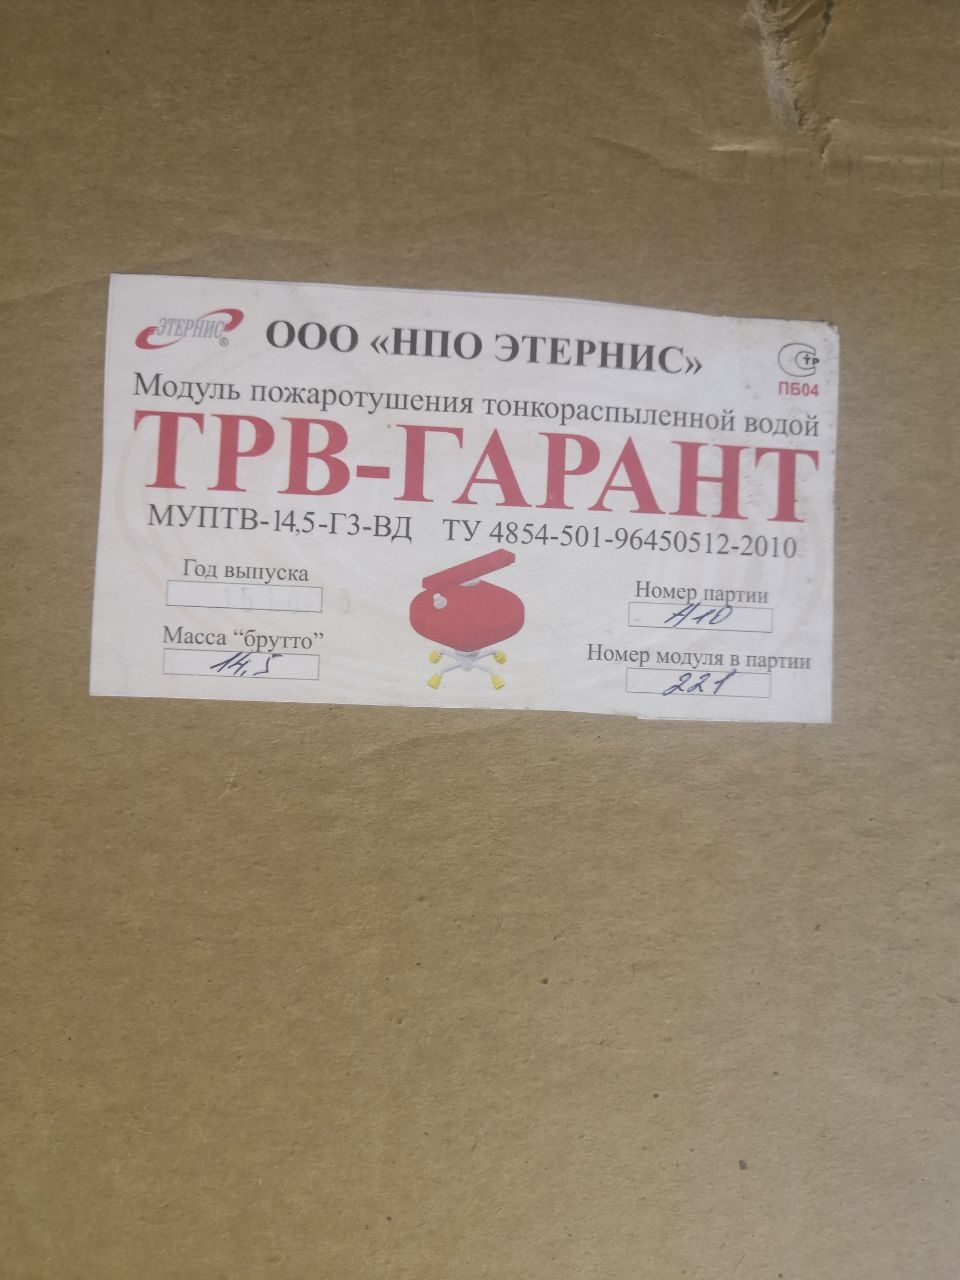 ЭТЕРНИС®
ООО «НПО ЭТЕРНИС»
ТР
ПБ04
Модуль пожаротушения тонкораспыленной водой
ТРВ-ГАРАНТ
МУПТВ-14,5-ГЗ-ВД ТУ 4854-501-96450512-2010
Год выпуска
Номер партии
А10
Масса “брутто”
14,5
Номер модуля в партии
221